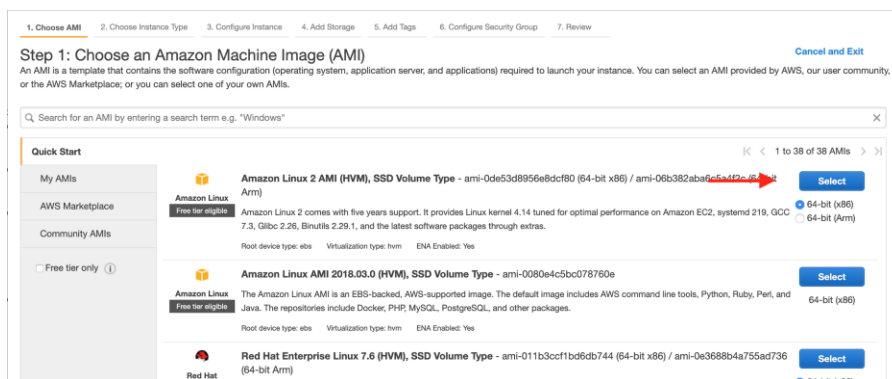 1. Choose AMI 2. Choose Instance Type 3. Configure Instance 4. Add Storage 5. Add Tags 6. Configure Security Group 7. Review
Step 1: Choose an Amazon Machine Image (AMI)
Cancel and Exit
An AMI is a template that contains the software configuration (operating system, application server, and applications) required to launch your instance. You can select an AMI provided by AWS, our user community,
or the AWS Marketplace; or you can select one of your own AMIs.
Search for an AMI by entering a search term e.g. "Windows"
Quick Start
1 to 38 of 38 AMIs
My AMIs
AWS Marketplace
Community AMIs
Free tier only
Amazon Linux
Free tier eligible
Amazon Linux 2 AMI (HVM), SSD Volume Type - ami-0de53d8956e8dcf80 (64-bit x86) /
Arm)
Amazon Linux 2 comes with five years support. It provides Linux kernel 4.14 tuned for optimal performance on Amazon EC2, systemd 219, GCC
7.3, Glibc 2.26, Binutils 2.29.1, and the latest software packages through extras.
Root device type: ebs Virtualization type: hvm ENA Enabled: Yes
Select
64-bit (x86)
64-bit (Arm)
Amazon Linux
Free tier eligible
Amazon Linux AMI 2018.03.0 (HVM), SSD Volume Type - ami-0080e4c5bc078760e
The Amazon Linux AMI is an EBS-backed, AWS-supported image. The default image includes AWS command line tools, Python, Ruby, Perl, and
Java. The repositories include Docker, PHP, MySQL, PostgreSQL, and other packages.
Root device type: ebs Virtualization type: hvm ENA Enabled: Yes
Select
64-bit (x86)
Red Hat
Red Hat Enterprise Linux 7.6 (HVM), SSD Volume Type - ami-011b3ccf1bd6db744 (64-bit x86) / ami-0e3688b4a755ad736
(64-bit Arm)
Select